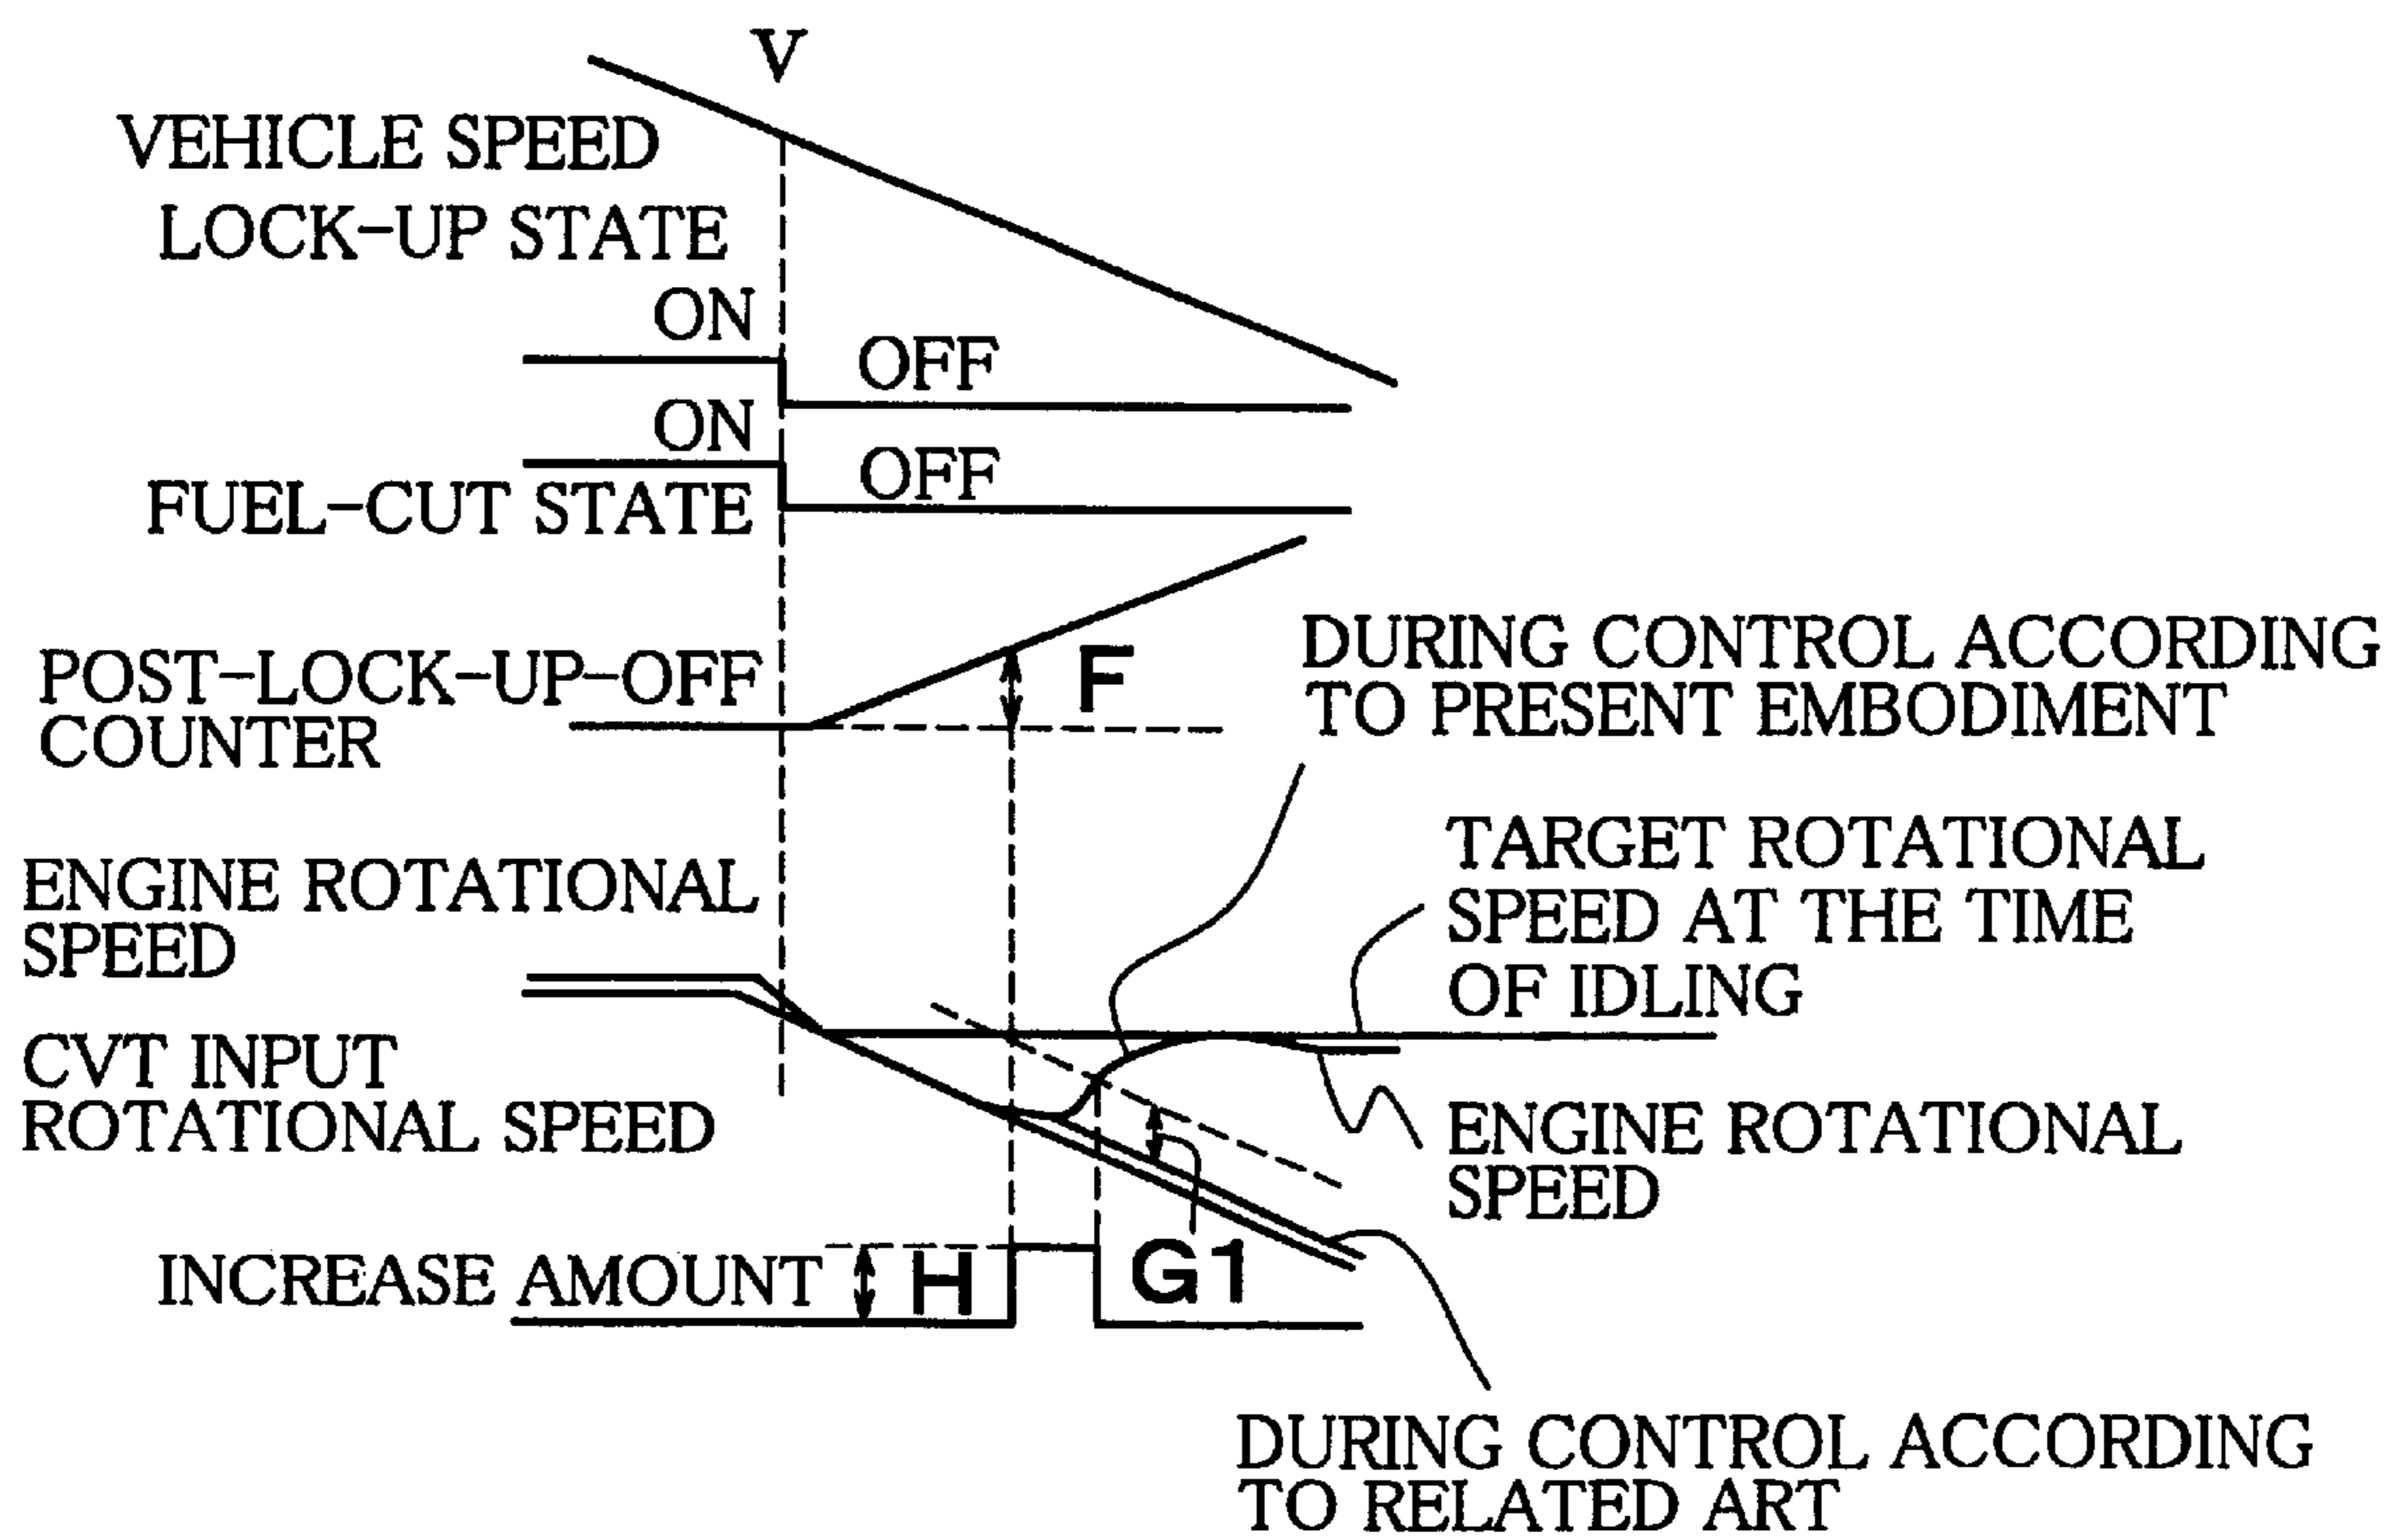 V
VEHICLE SPEED
LOCK-UP STATE
ON
OFF
ON
OFF
FUEL-CUT STATE
POST-LOCK-UP-OFF
COUNTER
F
DURING CONTROL ACCORDING
TO PRESENT EMBODIMENT
TARGET ROTATIONAL
SPEED AT THE TIME
OF IDLING
ENGINE ROTATIONAL
SPEED
CVT INPUT
ROTATIONAL SPEED
ENGINE ROTATIONAL
SPEED
INCREASE AMOUNT
H
G1
DURING CONTROL ACCORDING
TO RELATED ART